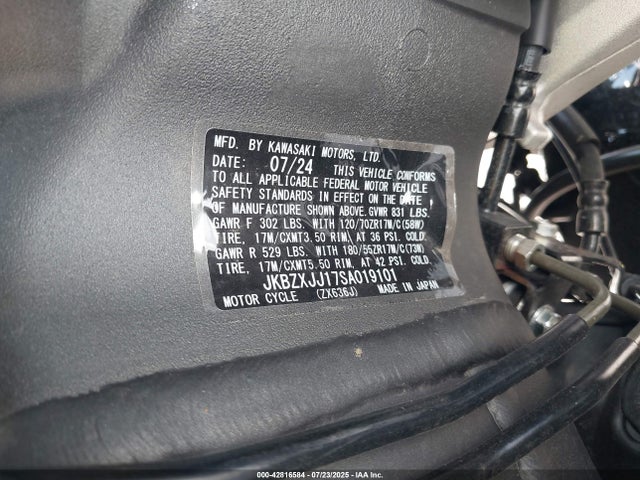 MFD. BY KAWASAKI MOTORS, LTD.
DATE: 07/24 THIS VEHICLE CONFORMS
TO ALL APPLICABLE FEDERAL MOTOR VEHICLE
SAFETY STANDARDS IN EFFECT ON THE DATE
OF MANUFACTURE SHOWN ABOVE. GVWR 831 LBS.
GAWR F 302 LBS. WITH 120/70ZR17M/C(58W)
TIRE, 17M/CXMT3.50 RIM, AT 36 PSI. COLD.
GAWR R 529 LBS. WITH 180/55ZR17M/C(73W)
TIRE, 17M/CXMT5.50 RIM, AT 42 PSI. COLD.
JKBZXJJ17SA019101
MOTOR CYCLE (ZX636J) MADE IN JAPAN
000-42816584 - 07/23/2025 - IAAI.com